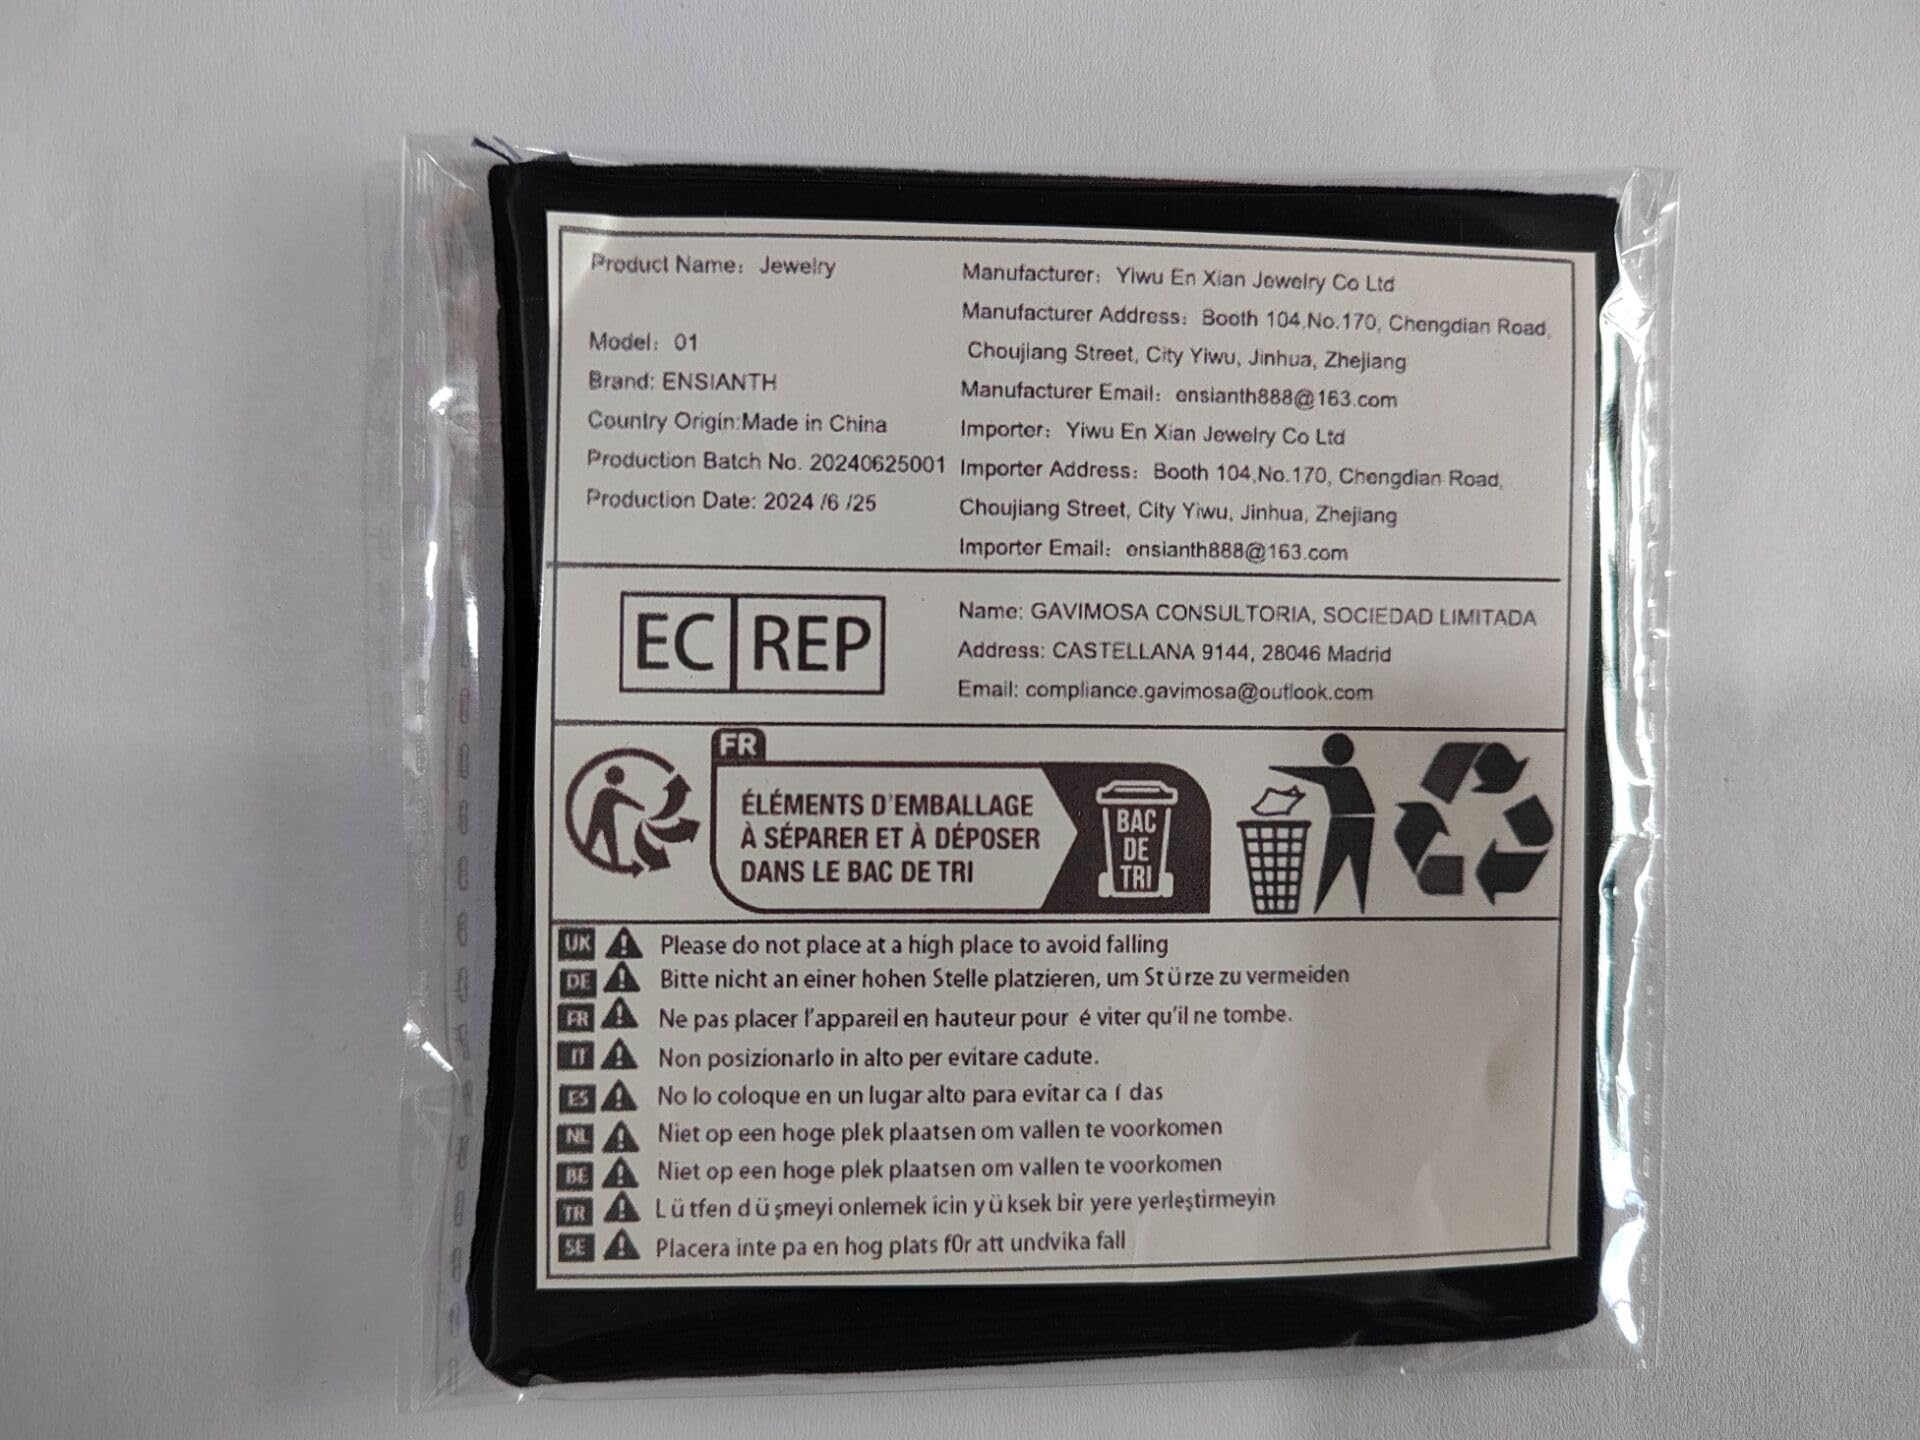 Product Name: Jewelry
Model: 01
Brand: ENSIANTH
Country Origin:Made in China
Production Batch No. 20240625001
Production Date: 2024 /6 /25
Manufacturer: Yiwu En Xian Jewelry Co Ltd
Manufacturer Address: Booth 104,No.170, Chengdian Road,
Choujiang Street, City Yiwu, Jinhua, Zhejiang
Manufacturer Email: ensianth888@163.com
Importer: Yiwu En Xian Jewelry Co Ltd
Importer Address: Booth 104,No.170, Chengdian Road,
Choujiang Street, City Yiwu, Jinhua, Zhejiang
Importer Email: ensianth888@163.com
EC REP
Name: GAVIMOSA CONSULTORIA, SOCIEDAD LIMITADA
Address: CASTELLANA 9144, 28046 Madrid
Email: compliance.gavimosa@outlook.com
FR
ÉLÉMENTS D'EMBALLAGE
À SÉPARER ET À DÉPOSER
DANS LE BAC DE TRI
BAC
DE
TRI
UK Please do not place at a high place to avoid falling
DE Bitte nicht an einer hohen Stelle platzieren, um St ü rze zu vermeiden
FR Ne pas placer l'appareil en hauteur pour é viter qu'il ne tombe.
IT Non posizionarlo in alto per evitare cadute.
ES No lo coloque en un lugar alto para evitar ca í das
NL Niet op een hoge plek plaatsen om vallen te voorkomen
BE Niet op een hoge plek plaatsen om vallen te voorkomen
TR L ü tfen d ü şmeyi onlemek icin y ü ksek bir yere yerleştirmeyin
SE Placera inte pa en hog plats f0r att undvika fall